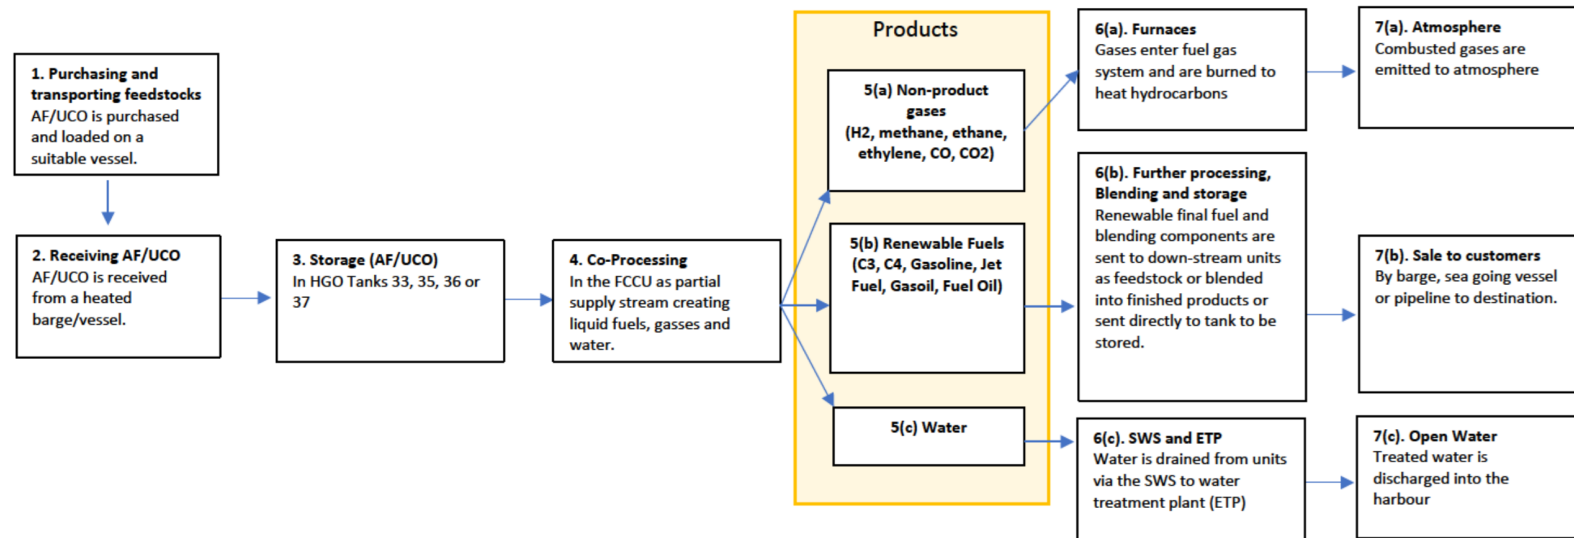 1. Purchasing and
transporting feedstocks
AF/UCO is purchased
and loaded on a
suitable vessel.
2. Receiving AF/UCO
AF/UCO is received
from a heated
barge/vessel.
3. Storage (AF/UCO)
In HGO Tanks 33, 35, 36 or
37
4. Co-Processing
In the FCCU as partial
supply stream creating
liquid fuels, gasses and
water.
Products
5(a) Non-product
gases
(H2, methane, ethane,
ethylene, CO, CO2)
5(b) Renewable Fuels
(C3, C4, Gasoline, Jet
Fuel, Gasoil, Fuel Oil)
5(c) Water
6(a). Furnaces
Gases enter fuel gas
system and are burned to
heat hydrocarbons
6(b). Further processing,
Blending and storage
Renewable final fuel and
blending components are
sent to down-stream units
as feedstock or blended
into finished products or
sent directly to tank to be
stored.
6(c). SWS and ETP
Water is drained from units
via the SWS to water
treatment plant (ETP)
7(a). Atmosphere
Combusted gases are
emitted to atmosphere
7(b). Sale to customers
By barge, sea going vessel
or pipeline to destination.
7(c). Open Water
Treated water is
discharged into the
harbour